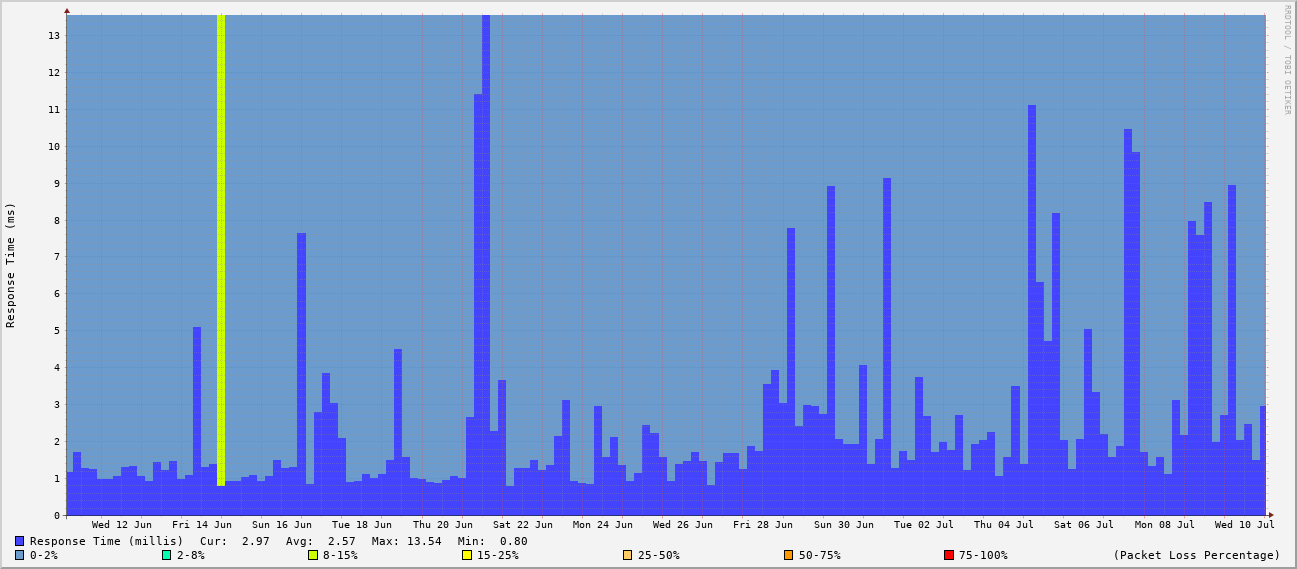 RRDTOOL / TOBI OETIKER
Response Time (ms)
13
12
11
10
9
8
7
6
5
4
3
2
1
0
Wed 12 Jun Fri 14 Jun Sun 16 Jun Tue 18 Jun Thu 20 Jun Sat 22 Jun Mon 24 Jun Wed 26 Jun Fri 28 Jun Sun 30 Jun Tue 02 Jul Thu 04 Jul Sat 06 Jul Mon 08 Jul Wed 10 Jul
Response Time (millis) Cur: 2.97 Avg: 2.57 Max: 13.54 Min: 0.80
0-2% 2-8% 8-15% 15-25% 25-50% 50-75% 75-100% (Packet Loss Percentage)